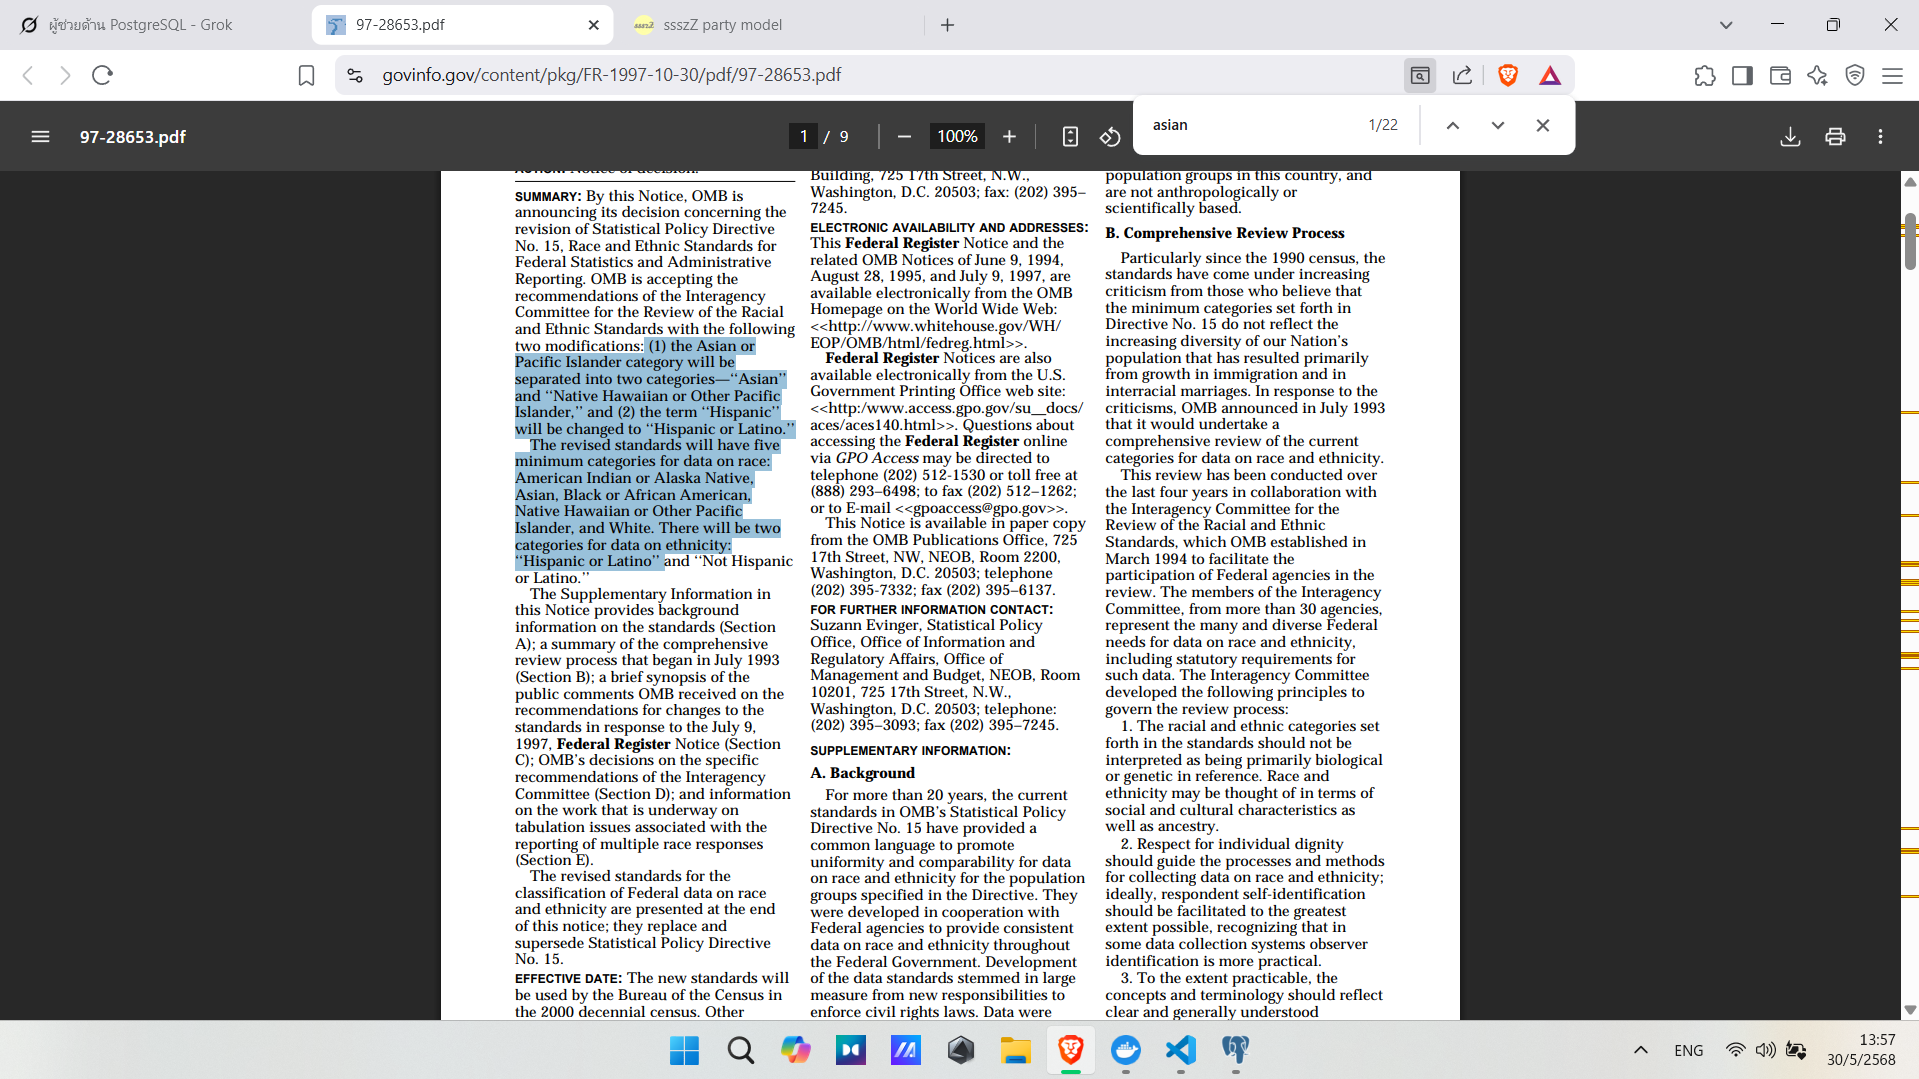 ผู้ช่วยด้าน PostgreSQL - Grok
97-28653.pdf
ssszZ party model
govinfo.gov/content/pkg/FR-1997-10-30/pdf/97-28653.pdf
97-28653.pdf
1 / 9
100%
asian
1/22
SUMMARY: By this Notice, OMB is
announcing its decision concerning the
revision of Statistical Policy Directive
No. 15, Race and Ethnic Standards for
Federal Statistics and Administrative
Reporting. OMB is accepting the
recommendations of the Interagency
Committee for the Review of the Racial
and Ethnic Standards with the following
two modifications: (1) the Asian or
Pacific Islander category will be
separated into two categories—‘‘Asian’’
and ‘‘Native Hawaiian or Other Pacific
Islander,’’ and (2) the term ‘‘Hispanic’’
will be changed to ‘‘Hispanic or Latino.’’
The revised standards will have five
minimum categories for data on race:
American Indian or Alaska Native,
Asian, Black or African American,
Native Hawaiian or Other Pacific
Islander, and White. There will be two
categories for data on ethnicity:
‘‘Hispanic or Latino’’ and ‘‘Not Hispanic
or Latino.’’
The Supplementary Information in
this Notice provides background
information on the standards (Section
A); a summary of the comprehensive
review process that began in July 1993
(Section B); a brief synopsis of the
public comments OMB received on the
recommendations for changes to the
standards in response to the July 9,
1997, Federal Register Notice (Section
C); OMB’s decisions on the specific
recommendations of the Interagency
Committee (Section D); and information
on the work that is underway on
tabulation issues associated with the
reporting of multiple race responses
(Section E).
The revised standards for the
classification of Federal data on race
and ethnicity are presented at the end
of this notice; they replace and
supersede Statistical Policy Directive
No. 15.
EFFECTIVE DATE: The new standards will
be used by the Bureau of the Census in
the 2000 decennial census. Other
Building, 725 17th Street, N.W.,
Washington, D.C. 20503; fax: (202) 395–
7245.
ELECTRONIC AVAILABILITY AND ADDRESSES:
This Federal Register Notice and the
related OMB Notices of June 9, 1994,
August 28, 1995, and July 9, 1997, are
available electronically from the OMB
Homepage on the World Wide Web:
<<http://www.whitehouse.gov/WH/
EOP/OMB/html/fedreg.html>>.
Federal Register Notices are also
available electronically from the U.S.
Government Printing Office web site:
<<http:/www.access.gpo.gov/su__docs/
aces/aces140.html>>. Questions about
accessing the Federal Register online
via GPO Access may be directed to
telephone (202) 512-1530 or toll free at
(888) 293–6498; to fax (202) 512–1262;
or to E-mail <<gpoaccess@gpo.gov>>.
This Notice is available in paper copy
from the OMB Publications Office, 725
17th Street, NW, NEOB, Room 2200,
Washington, D.C. 20503; telephone
(202) 395-7332; fax (202) 395–6137.
FOR FURTHER INFORMATION CONTACT:
Suzann Evinger, Statistical Policy
Office, Office of Information and
Regulatory Affairs, Office of
Management and Budget, NEOB, Room
10201, 725 17th Street, N.W.,
Washington, D.C. 20503; telephone:
(202) 395–3093; fax (202) 395–7245.
SUPPLEMENTARY INFORMATION:
A. Background
For more than 20 years, the current
standards in OMB’s Statistical Policy
Directive No. 15 have provided a
common language to promote
uniformity and comparability for data
on race and ethnicity for the population
groups specified in the Directive. They
were developed in cooperation with
Federal agencies to provide consistent
data on race and ethnicity throughout
the Federal Government. Development
of the data standards stemmed in large
measure from new responsibilities to
enforce civil rights laws. Data were
population groups in this country, and
are not anthropologically or
scientifically based.
B. Comprehensive Review Process
Particularly since the 1990 census, the
standards have come under increasing
criticism from those who believe that
the minimum categories set forth in
Directive No. 15 do not reflect the
increasing diversity of our Nation’s
population that has resulted primarily
from growth in immigration and in
interracial marriages. In response to the
criticisms, OMB announced in July 1993
that it would undertake a
comprehensive review of the current
categories for data on race and ethnicity.
This review has been conducted over
the last four years in collaboration with
the Interagency Committee for the
Review of the Racial and Ethnic
Standards, which OMB established in
March 1994 to facilitate the
participation of Federal agencies in the
review. The members of the Interagency
Committee, from more than 30 agencies,
represent the many and diverse Federal
needs for data on race and ethnicity,
including statutory requirements for
such data. The Interagency Committee
developed the following principles to
govern the review process:
1. The racial and ethnic categories set
forth in the standards should not be
interpreted as being primarily biological
or genetic in reference. Race and
ethnicity may be thought of in terms of
social and cultural characteristics as
well as ancestry.
2. Respect for individual dignity
should guide the processes and methods
for collecting data on race and ethnicity;
ideally, respondent self-identification
should be facilitated to the greatest
extent possible, recognizing that in
some data collection systems observer
identification is more practical.
3. To the extent practicable, the
concepts and terminology should reflect
clear and generally understood
ENG
13:57
30/5/2568